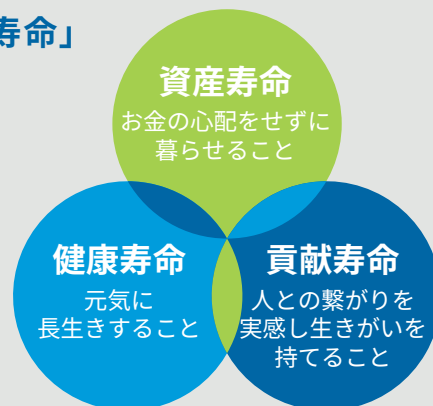 寿命」
資産寿命
お金の心配をせずに
暮らせること
健康寿命
元気に
長生きすること
貢献寿命
人との繋がりを
実感し生きがいを
持てること